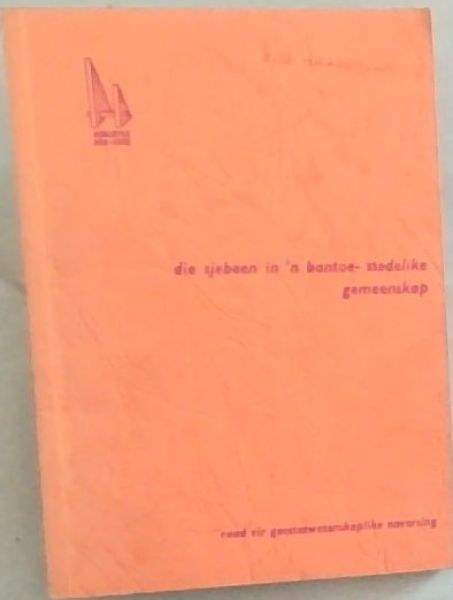 die sjebeen in 'n bantoe- stedelike
gemeenskap
raad vir geesteswetenskaplike navorsing